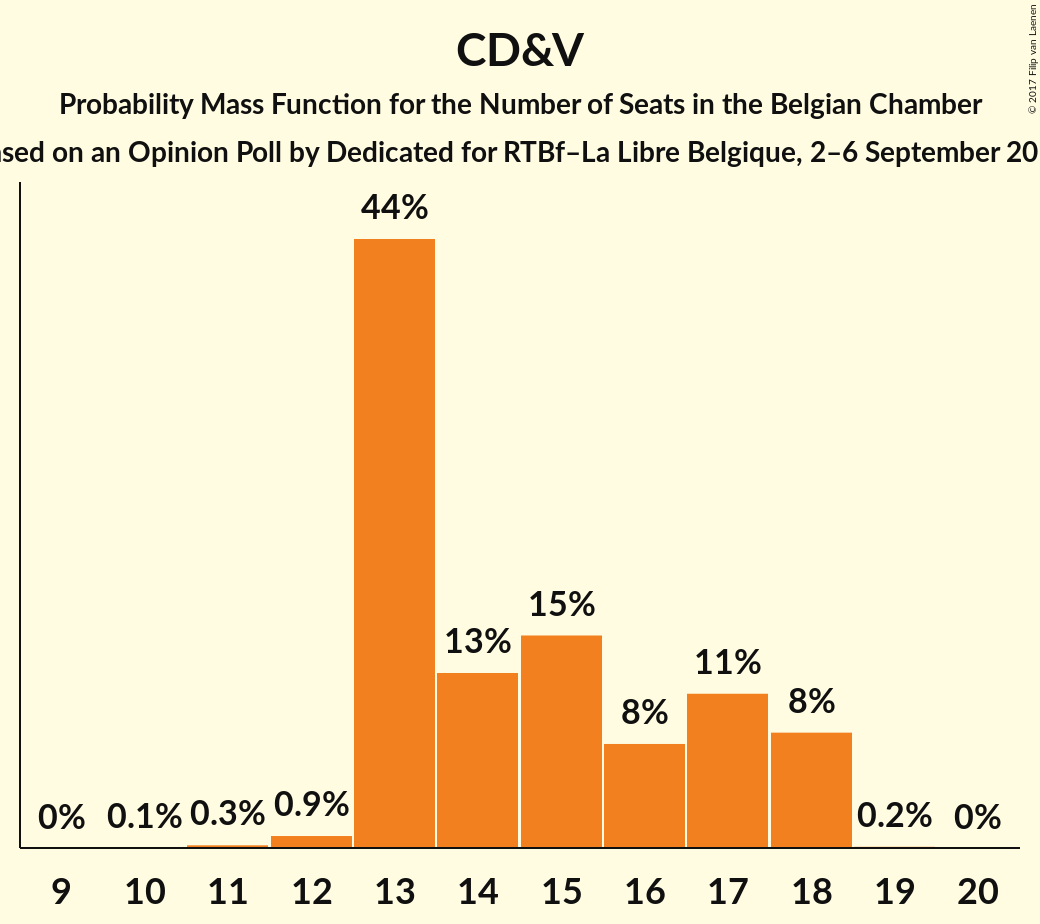 CD&V
Probability Mass Function for the Number of Seats in the Belgian Chamber
on an Opinion Poll by Dedicated for RTBf–La Libre Belgique, 2–6 September
© 2017 Filip van Laenen
44%
15%
13%
11%
8%
8%
0.9%
0.3%
0.2%
0.1%
0%
0%
9 10 11 12 13 14 15 16 17 18 19 20